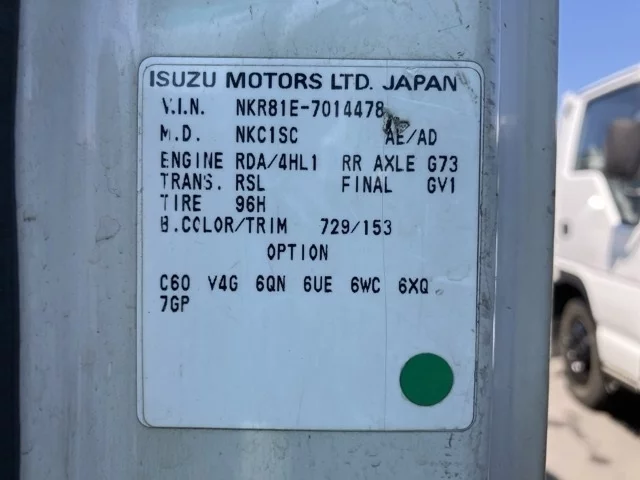 ISUZU MOTORS LTD. JAPAN
V.I.N. NKR81E-7014478
M.D. NKC1SC AE/AD
ENGINE RDA/4HL1 RR AXLE G73
TRANS. RSL FINAL GV1
TIRE 96H
B.COLOR/TRIM 729/153
OPTION
C60 V4G 6QN 6UE 6WC 6XQ
7GP